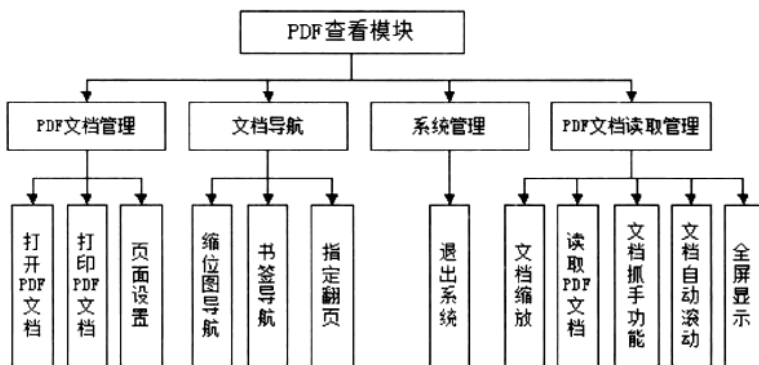 PDF查看模块
PDF文档管理
文档导航
系统管理
PDF文档读取管理
打开PDF文档
打印PDF文档
页面设置
缩位图导航
书签导航
指定翻页
退出系统
文档缩放
读取PDF文档
文档抓手功能
文档自动滚动
全屏显示